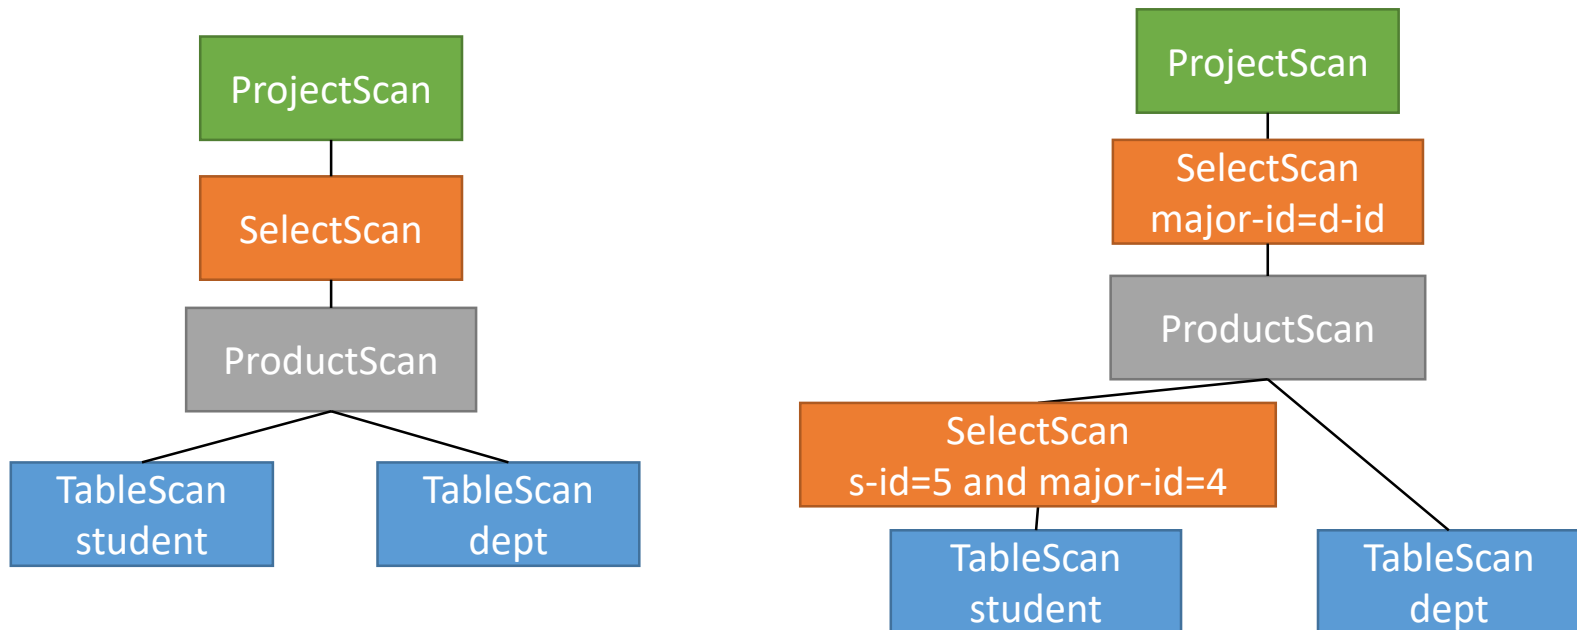 ProjectScan
SelectScan
ProductScan
TableScan
student
TableScan
dept
ProjectScan
SelectScan
major-id=d-id
ProductScan
SelectScan
s-id=5 and major-id=4
TableScan
student
TableScan
dept